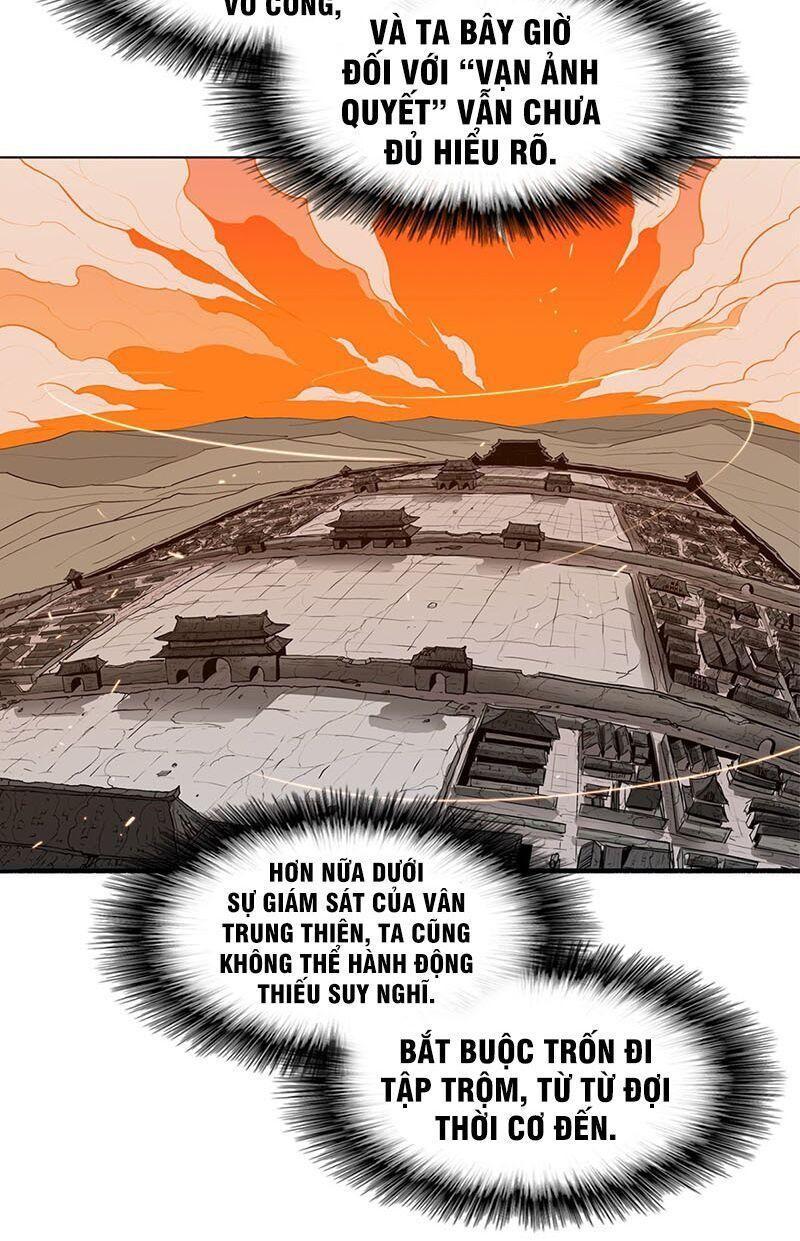 VÕ CÔNG,
VÀ TA BÂY GIỜ
ĐỐI VỚI “VẠN ẢNH
QUYẾT” VẪN CHƯA
ĐỦ HIỂU RÕ.
HƠN NỮA DƯỚI
SỰ GIÁM SÁT CỦA VÂN
TRUNG THIÊN, TA CŨNG
KHÔNG THỂ HÀNH ĐỘNG
THIẾU SUY NGHĨ.
BẮT BUỘC TRỐN ĐI
TẬP TRỘM, TỪ TỪ ĐỢI
THỜI CƠ ĐẾN.